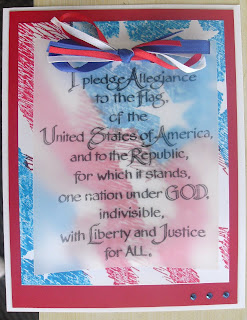 I pledge Allegiance
to the Flag,
of the
United States of America,
and to the Republic,
for which it stands,
one nation under GOD,
indivisible,
with Liberty and Justice
for ALL.